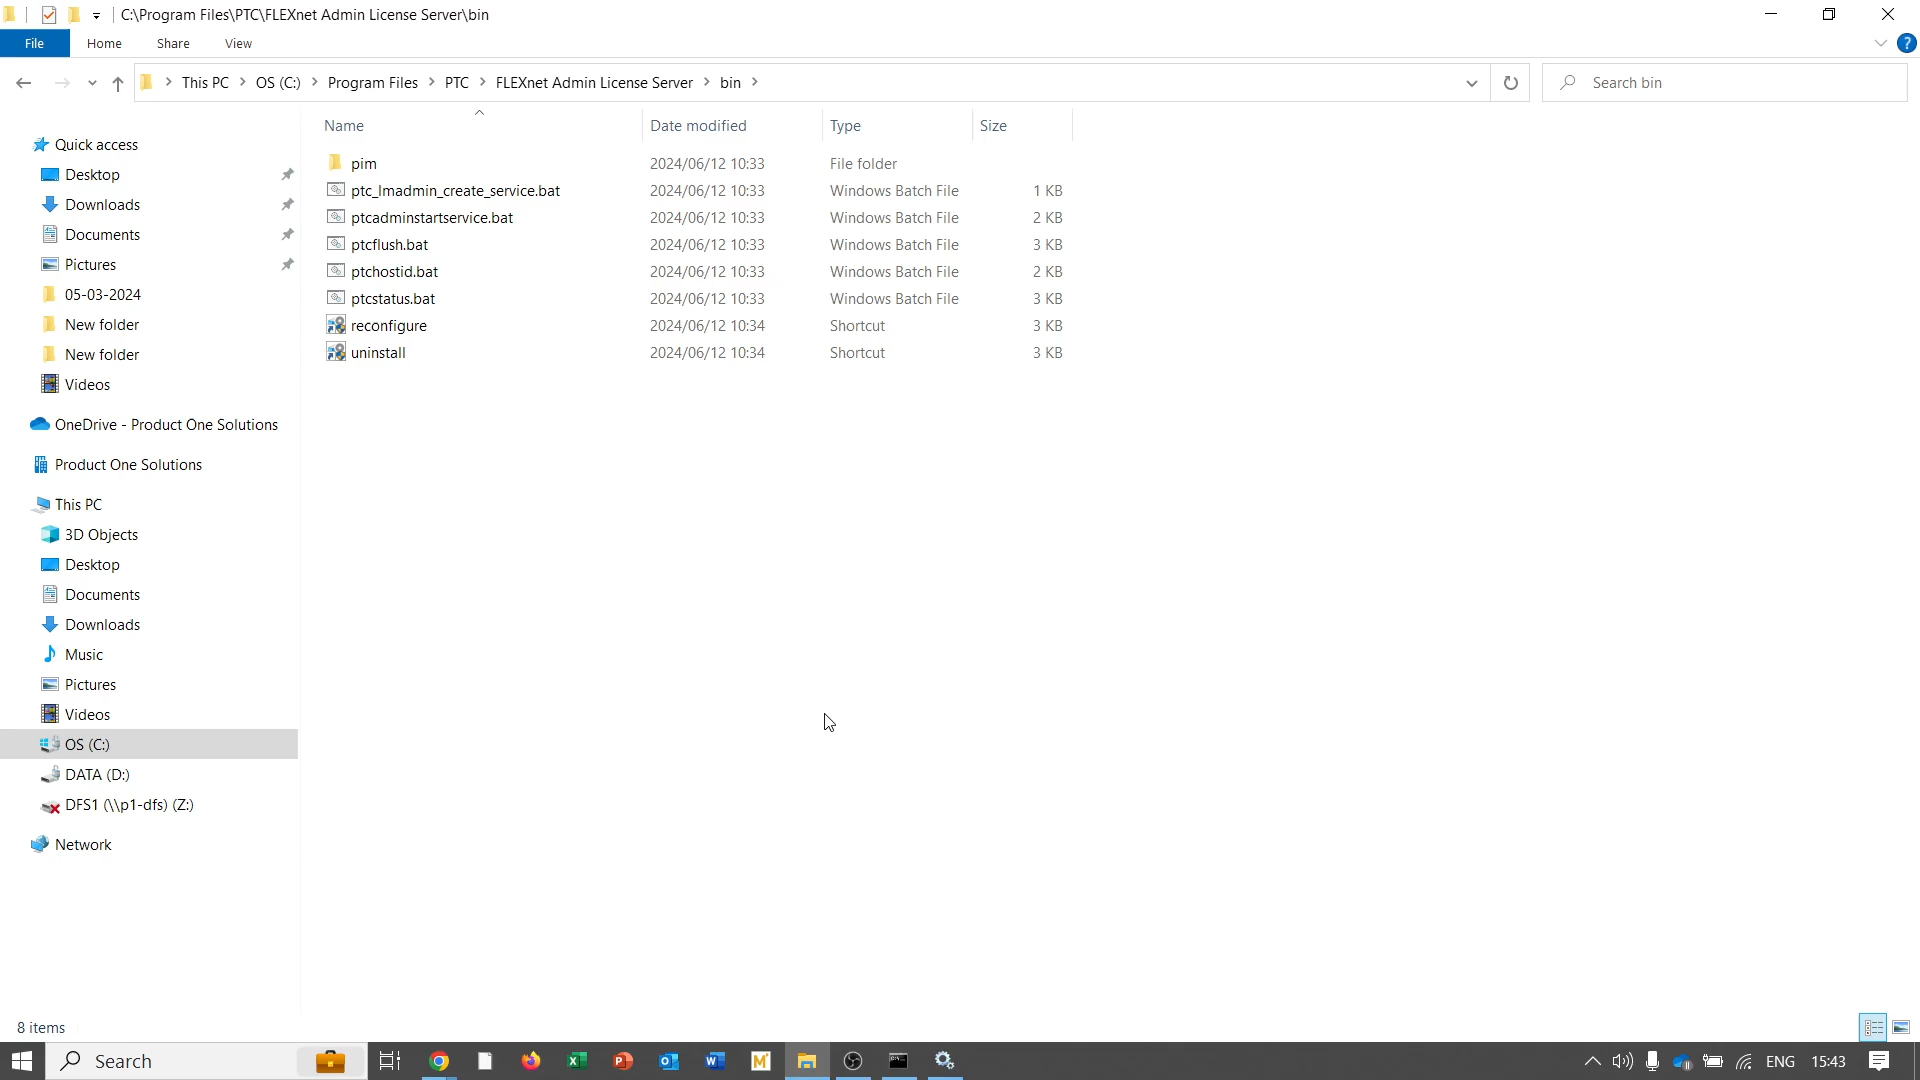 C:\Program Files\PTC\FLEXnet Admin License Server\bin
File Home Share View
This PC OS (C:) Program Files PTC FLEXnet Admin License Server bin
Search bin
Name Date modified Type Size
pim 2024/06/12 10:33 File folder
ptc_lmadmin_create_service.bat 2024/06/12 10:33 Windows Batch File 1 KB
ptcadminstartservice.bat 2024/06/12 10:33 Windows Batch File 2 KB
ptcflush.bat 2024/06/12 10:33 Windows Batch File 3 KB
ptchostid.bat 2024/06/12 10:33 Windows Batch File 2 KB
ptcstatus.bat 2024/06/12 10:33 Windows Batch File 3 KB
reconfigure 2024/06/12 10:34 Shortcut 3 KB
uninstall 2024/06/12 10:34 Shortcut 3 KB
Quick access
Desktop
Downloads
Documents
Pictures
05-03-2024
New folder
New folder
Videos
OneDrive - Product One Solutions
Product One Solutions
This PC
3D Objects
Desktop
Documents
Downloads
Music
Pictures
Videos
OS (C:)
DATA (D:)
DFS1 (\\p1-dfs) (Z:)
Network
8 items
Search
ENG 15:43